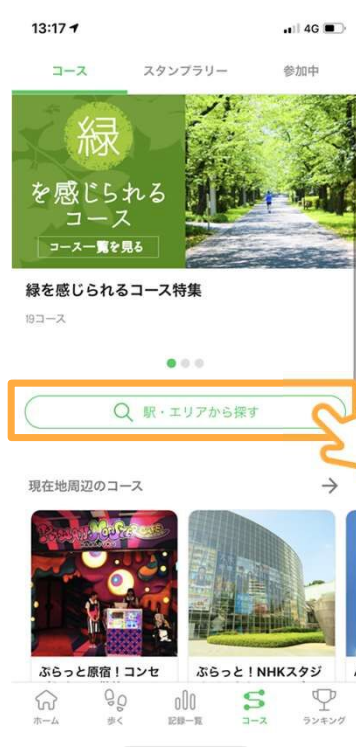 13:17
4G
コース
スタンプラリー
参加中
緑
を感じられる
コース
コース一覧を見る
緑を感じられるコース特集
19コース
駅・エリアから探す
現在地周辺のコース
ぷらっと原宿！コンセ
ぷらっと！NHKスタジ
ホーム
歩く
記録一覧
コース
ランキング